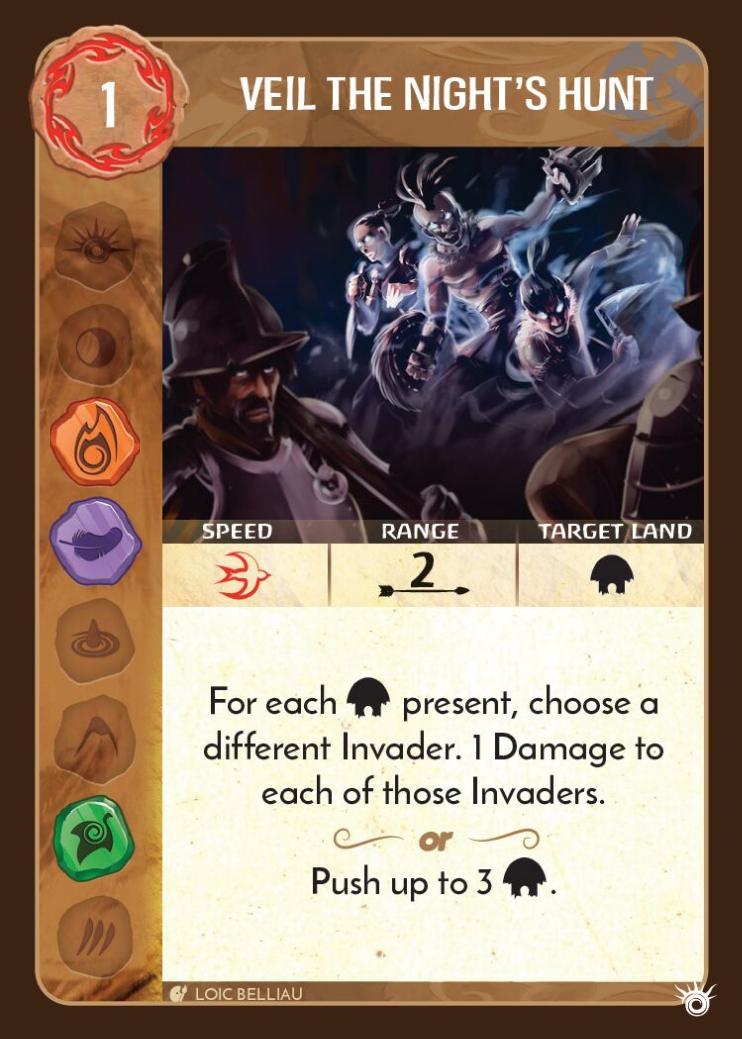 1
VEIL THE NIGHT'S HUNT
SPEED RANGE TARGET LAND
2
For each present, choose a
different Invader. 1 Damage to
each of those Invaders.
or
Push up to 3 .
LOIC BELLIAU